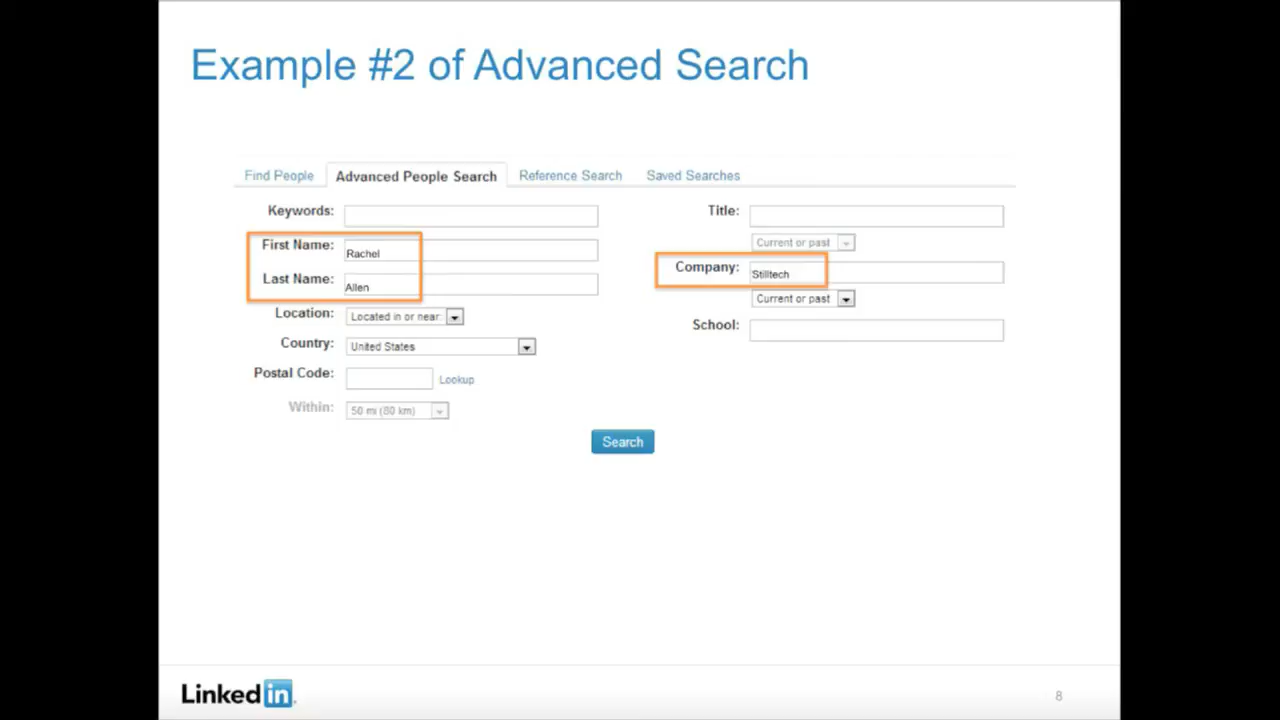 Example #2 of Advanced Search
Find People Advanced People Search Reference Search Saved Searches
Keywords:
First Name: Rachel
Last Name: Allen
Location: Located in or near:
Country: United States
Postal Code: Lookup
Within: 50 mi (80 km)
Title:
Current or past
Company: Stilltech
Current or past
School:
Search
Linked in
8